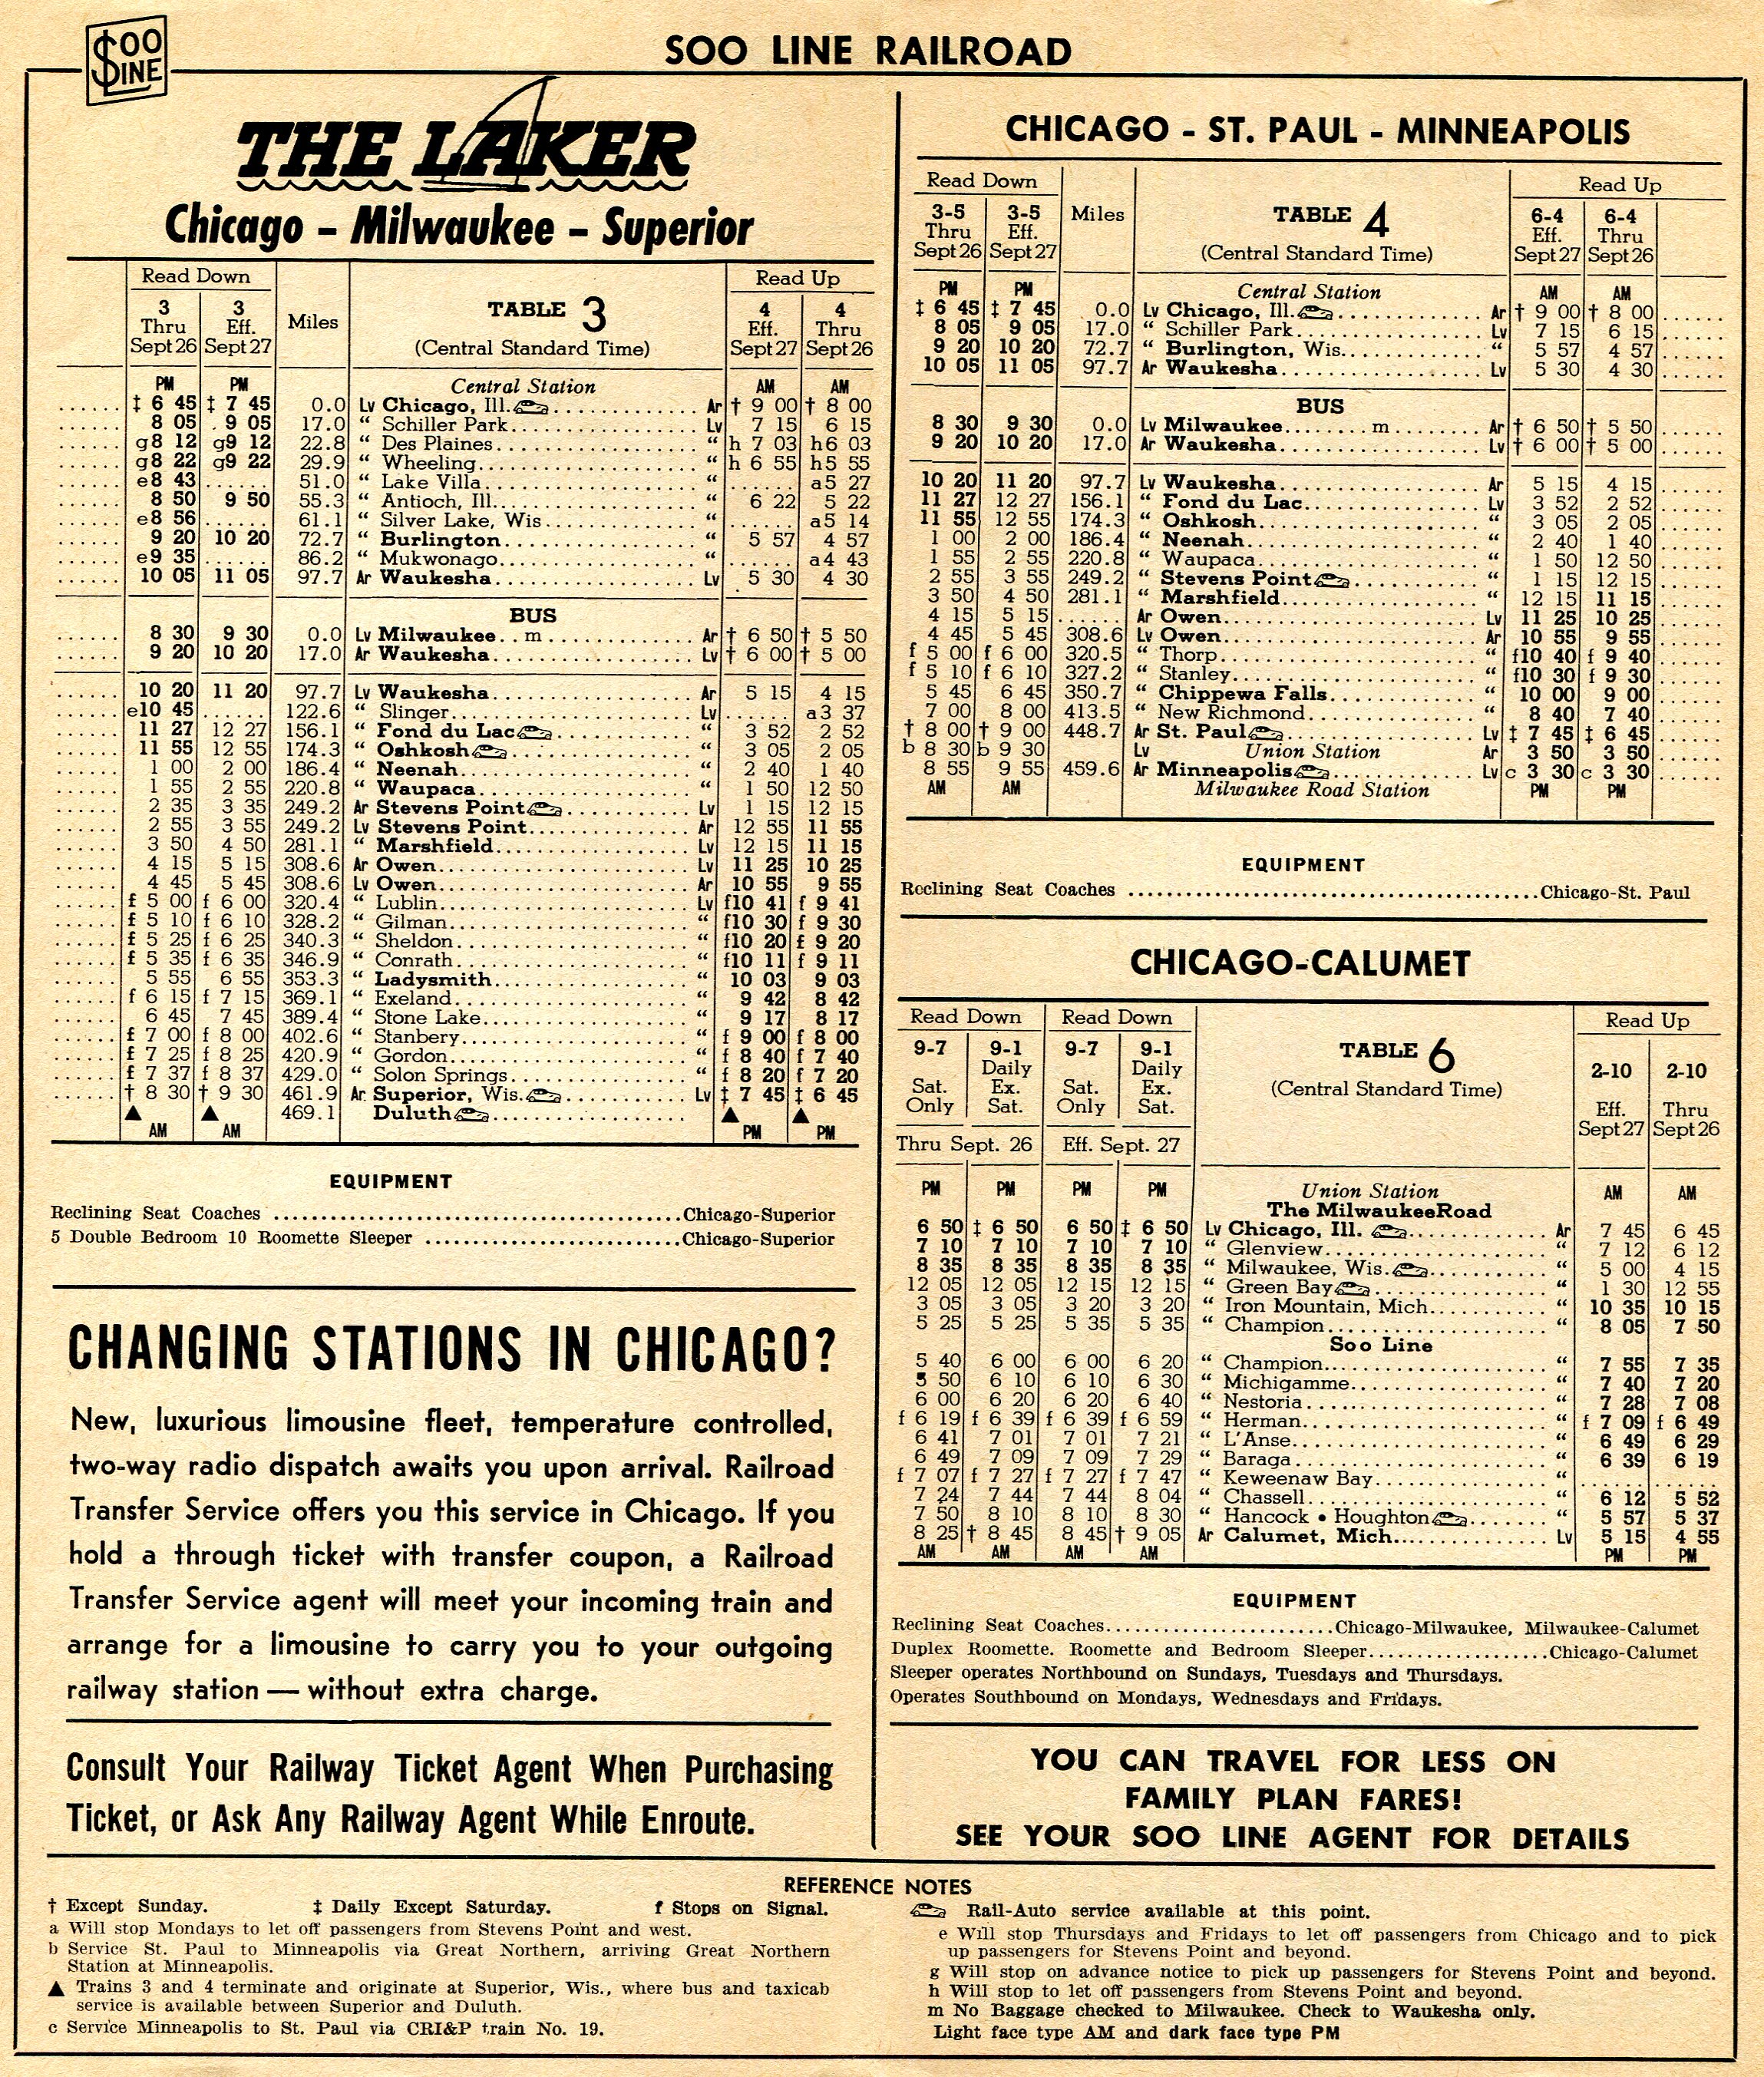 SOO LINE
SOO LINE RAILROAD
THE LAKER
Chicago – Milwaukee – Superior
Read Down Miles TABLE 3 Read Up
3 3 (Central Standard Time) 4 4
Thru Eff. Eff. Thru
Sept 26 Sept 27 Sept 27 Sept 26
PM PM Central Station AM AM
‡ 6 45 ‡ 7 45 0.0 Lv Chicago, Ill. Ar † 9 00 † 8 00
8 05 9 05 17.0 “ Schiller Park Lv 7 15 6 15
g8 12 g9 12 22.8 “ Des Plaines “ h 7 03 h6 03
g8 22 g9 22 29.9 “ Wheeling “ h 6 55 h5 55
e8 43 ...... 51.0 “ Lake Villa “ ...... a5 27
8 50 9 50 55.3 “ Antioch, Ill. “ 6 22 5 22
e8 56 ...... 61.1 “ Silver Lake, Wis “ ...... a5 14
9 20 10 20 72.7 “ Burlington “ 5 57 4 57
e9 35 ...... 86.2 “ Mukwonago “ ...... a4 43
10 05 11 05 97.7 Ar Waukesha Lv 5 30 4 30
BUS
8 30 9 30 0.0 Lv Milwaukee..m Ar † 6 50 † 5 50
9 20 10 20 17.0 Ar Waukesha Lv † 6 00 † 5 00
10 20 11 20 97.7 Lv Waukesha Ar 5 15 4 15
e10 45 ...... 122.6 “ Slinger Lv ...... a3 37
11 27 12 27 156.1 “ Fond du Lac “ 3 52 2 52
11 55 12 55 174.3 “ Oshkosh “ 3 05 2 05
1 00 2 00 186.4 “ Neenah “ 2 40 1 40
1 55 2 55 220.8 “ Waupaca “ 1 50 12 50
2 35 3 35 249.2 Ar Stevens Point Lv 1 15 12 15
2 55 3 55 249.2 Lv Stevens Point Ar 12 55 11 55
3 50 4 50 281.1 “ Marshfield Lv 12 15 11 15
4 15 5 15 308.6 Ar Owen Lv 11 25 10 25
4 45 5 45 308.6 Lv Owen Ar 10 55 9 55
f 5 00 f 6 00 320.4 “ Lublin Lv f10 41 f 9 41
f 5 10 f 6 10 328.2 “ Gilman “ f10 30 f 9 30
f 5 25 f 6 25 340.3 “ Sheldon “ f10 20 f 9 20
f 5 35 f 6 35 346.9 “ Conrath “ f10 11 f 9 11
5 55 6 55 353.3 “ Ladysmith “ 10 03 9 03
f 6 15 f 7 15 369.1 “ Exeland “ 9 42 8 42
6 45 7 45 389.4 “ Stone Lake “ 9 17 8 17
f 7 00 f 8 00 402.6 “ Stanbery “ f 9 00 f 8 00
f 7 25 f 8 25 420.9 “ Gordon “ f 8 40 f 7 40
f 7 37 f 8 37 429.0 “ Solon Springs “ f 8 20 f 7 20
† 8 30 † 9 30 461.9 Ar Superior, Wis. Lv ‡ 7 45 ‡ 6 45
▲ ▲ 469.1 Duluth ▲ ▲
AM AM PM PM
EQUIPMENT
Reclining Seat Coaches ........ Chicago-Superior
5 Double Bedroom 10 Roomette Sleeper ........ Chicago-Superior
CHANGING STATIONS IN CHICAGO?
New, luxurious limousine fleet, temperature controlled,
two-way radio dispatch awaits you upon arrival. Railroad
Transfer Service offers you this service in Chicago. If you
hold a through ticket with transfer coupon, a Railroad
Transfer Service agent will meet your incoming train and
arrange for a limousine to carry you to your outgoing
railway station — without extra charge.
Consult Your Railway Ticket Agent When Purchasing
Ticket, or Ask Any Railway Agent While Enroute.
CHICAGO - ST. PAUL - MINNEAPOLIS
Read Down Miles TABLE 4 Read Up
3-5 3-5 (Central Standard Time) 6-4 6-4
Thru Eff. Eff. Thru
Sept 26 Sept 27 Sept 27 Sept 26
PM PM Central Station AM AM
‡ 6 45 ‡ 7 45 0.0 Lv Chicago, Ill. Ar † 9 00 † 8 00
8 05 9 05 17.0 “ Schiller Park Lv 7 15 6 15
9 20 10 20 72.7 “ Burlington, Wis. “ 5 57 4 57
10 05 11 05 97.7 Ar Waukesha Lv 5 30 4 30
BUS
8 30 9 30 0.0 Lv Milwaukee....m Ar † 6 50 † 5 50
9 20 10 20 17.0 Ar Waukesha Lv † 6 00 † 5 00
10 20 11 20 97.7 Lv Waukesha Ar 5 15 4 15
11 27 12 27 156.1 “ Fond du Lac Lv 3 52 2 52
11 55 12 55 174.3 “ Oshkosh “ 3 05 2 05
1 00 2 00 186.4 “ Neenah “ 2 40 1 40
1 55 2 55 220.8 “ Waupaca “ 1 50 12 50
2 55 3 55 249.2 “ Stevens Point “ 1 15 12 15
3 50 4 50 281.1 “ Marshfield “ 12 15 11 15
4 15 5 15 ...... Ar Owen Lv 11 25 10 25
4 45 5 45 308.6 Lv Owen Ar 10 55 9 55
f 5 00 f 6 00 320.5 “ Thorp “ f10 40 f 9 40
f 5 10 f 6 10 327.2 “ Stanley “ f10 30 f 9 30
5 45 6 45 350.7 “ Chippewa Falls “ 10 00 9 00
7 00 8 00 413.5 “ New Richmond “ 8 40 7 40
† 8 00 † 9 00 448.7 Ar St. Paul Lv ‡ 7 45 ‡ 6 45
b 8 30 b 9 30 Lv Union Station Ar 3 50 3 50
8 55 9 55 459.6 Ar Minneapolis Lv c 3 30 c 3 30
AM AM Milwaukee Road Station PM PM
EQUIPMENT
Reclining Seat Coaches ........ Chicago-St. Paul
CHICAGO-CALUMET
Read Down Read Down TABLE 6 Read Up
9-7 9-1 9-7 9-1 (Central Standard Time) 2-10 2-10
Sat. Only Daily Ex. Sat. Sat. Only Daily Ex. Sat. Eff. Sept 27 Thru Sept 26
Thru Sept. 26 Eff. Sept. 27
PM PM PM PM Union Station AM AM
The MilwaukeeRoad
6 50 ‡ 6 50 6 50 ‡ 6 50 Lv Chicago, Ill. Ar 7 45 6 45
7 10 7 10 7 10 7 10 “ Glenview “ 7 12 6 12
8 35 8 35 8 35 8 35 “ Milwaukee, Wis. “ 5 00 4 15
12 05 12 05 12 15 12 15 “ Green Bay “ 1 30 12 55
3 05 3 05 3 20 3 20 “ Iron Mountain, Mich “ 10 35 10 15
5 25 5 25 5 35 5 35 “ Champion “ 8 05 7 50
Soo Line
5 40 6 00 6 00 6 20 “ Champion “ 7 55 7 35
5 50 6 10 6 10 6 30 “ Michigamme “ 7 40 7 20
6 00 6 20 6 20 6 40 “ Nestoria “ 7 28 7 08
f 6 19 f 6 39 f 6 39 f 6 59 “ Herman “ f 7 09 f 6 49
6 41 7 01 7 01 7 21 “ L'Anse “ 6 49 6 29
6 49 7 09 7 09 7 29 “ Baraga “ 6 39 6 19
f 7 07 f 7 27 f 7 27 f 7 47 “ Keweenaw Bay “ ...... ......
7 24 7 44 7 44 8 04 “ Chassell “ 6 12 5 52
7 50 8 10 8 10 8 30 “ Hancock • Houghton “ 5 57 5 37
8 25 † 8 45 8 45 † 9 05 Ar Calumet, Mich. Lv 5 15 4 55
AM AM AM AM PM PM
EQUIPMENT
Reclining Seat Coaches ........ Chicago-Milwaukee, Milwaukee-Calumet
Duplex Roomette. Roomette and Bedroom Sleeper ........ Chicago-Calumet
Sleeper operates Northbound on Sundays, Tuesdays and Thursdays.
Operates Southbound on Mondays, Wednesdays and Fridays.
YOU CAN TRAVEL FOR LESS ON
FAMILY PLAN FARES!
SEE YOUR SOO LINE AGENT FOR DETAILS
REFERENCE NOTES
† Except Sunday. ‡ Daily Except Saturday. f Stops on Signal.
a Will stop Mondays to let off passengers from Stevens Point and west.
b Service St. Paul to Minneapolis via Great Northern, arriving Great Northern
Station at Minneapolis.
▲ Trains 3 and 4 terminate and originate at Superior, Wis., where bus and taxicab
service is available between Superior and Duluth.
c Service Minneapolis to St. Paul via CRI&P train No. 19.
Rail-Auto service available at this point.
e Will stop Thursdays and Fridays to let off passengers from Chicago and to pick
up passengers for Stevens Point and beyond.
g Will stop on advance notice to pick up passengers for Stevens Point and beyond.
h Will stop to let off passengers from Stevens Point and beyond.
m No Baggage checked to Milwaukee. Check to Waukesha only.
Light face type AM and dark face type PM